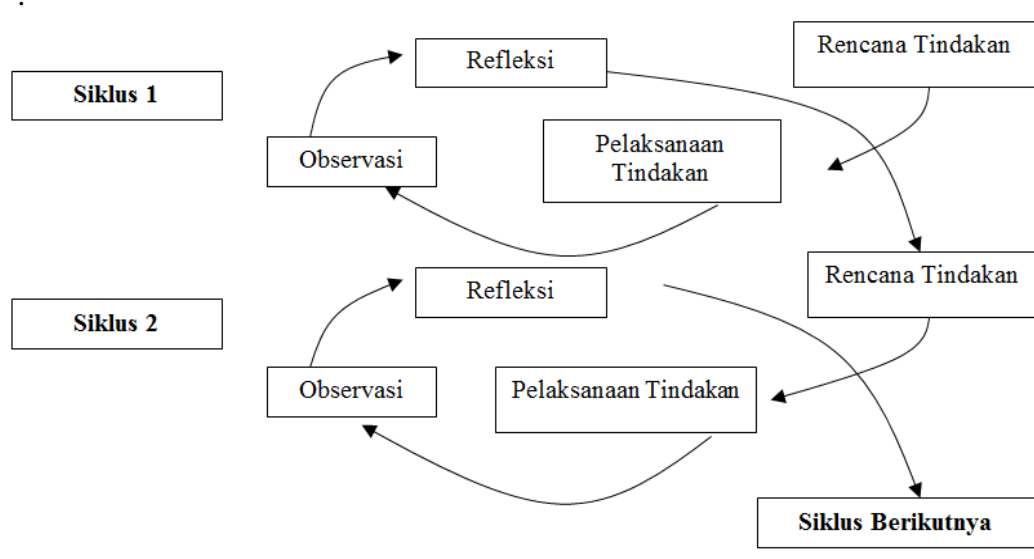 .
Rencana Tindakan
Refleksi
Siklus 1
Pelaksanaan
Tindakan
Observasi
Rencana Tindakan
Refleksi
Siklus 2
Pelaksanaan Tindakan
Observasi
Siklus Berikutnya